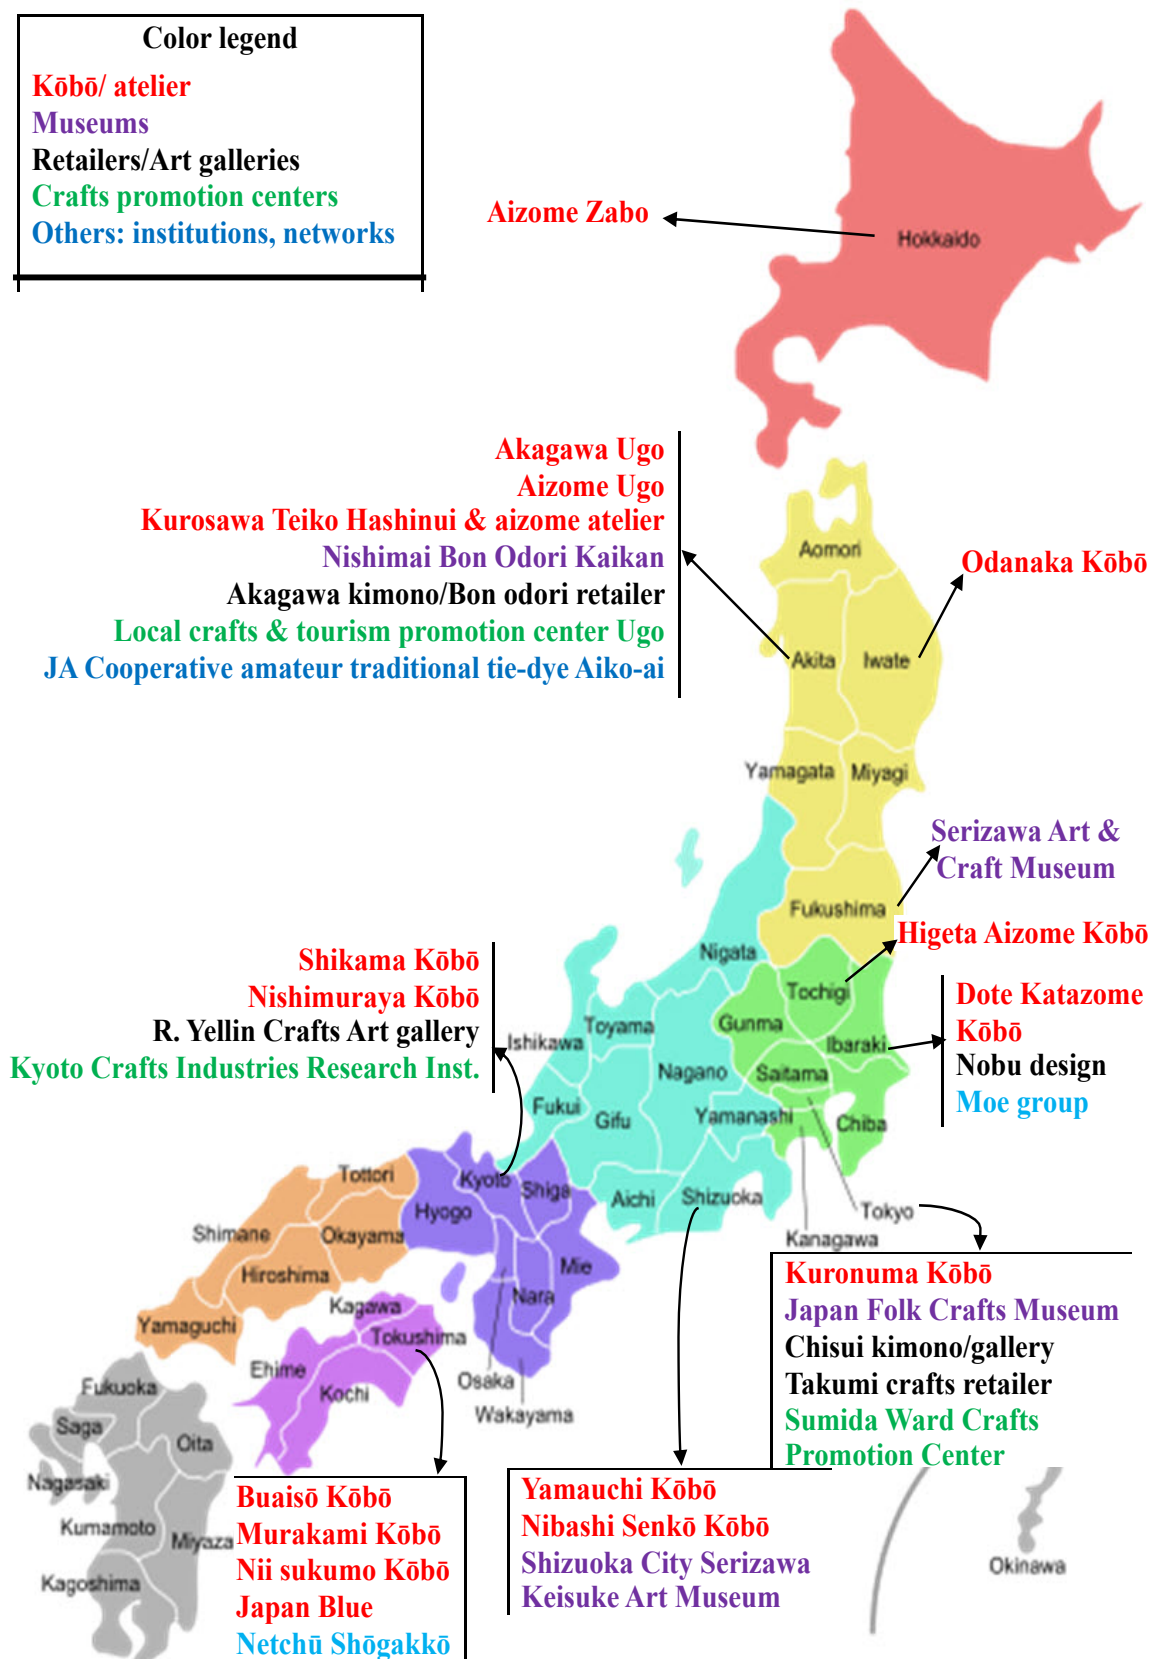 Color legend
Kōbō/ atelier
Museums
Retailers/Art galleries
Crafts promotion centers
Others: institutions, networks
Aizome Zabo
Hokkaido
Akagawa Ugo
Aizome Ugo
Kurosawa Teiko Hashinui & aizome atelier
Nishimai Bon Odori Kaikan
Akagawa kimono/Bon odori retailer
Local crafts & tourism promotion center Ugo
JA Cooperative amateur traditional tie-dye Aiko-ai
Aomori
Odanaka Kōbō
Akita
Iwate
Yamagata
Miyagi
Serizawa Art &
Craft Museum
Fukushima
Higeta Aizome Kōbō
Nigata
Tochigi
Shikama Kōbō
Nishimuraya Kōbō
R. Yellin Crafts Art gallery
Kyoto Crafts Industries Research Inst.
Dote Katazome
Kōbō
Nobu design
Moe group
Toyama
Ishikawa
Gunma
Ibaraki
Nagano
Saitama
Fukui
Gifu
Yamanashi
Chiba
Tottori
Kyoto
Shiga
Hyogo
Aichi
Shizuoka
Tokyo
Kanagawa
Shimane
Okayama
Hiroshima
Mie
Nara
Kagawa
Yamaguchi
Tokushima
Ehime
Kochi
Osaka
Wakayama
Kuronuma Kōbō
Japan Folk Crafts Museum
Chisui kimono/gallery
Takumi crafts retailer
Sumida Ward Crafts
Promotion Center
Fukuoka
Saga
Oita
Nagasaki
Kumamoto
Miyaza
Kagoshima
Buaisō Kōbō
Murakami Kōbō
Nii sukumo Kōbō
Japan Blue
Netchū Shōgakkō
Yamauchi Kōbō
Nibashi Senkō Kōbō
Shizuoka City Serizawa
Keisuke Art Museum
Okinawa